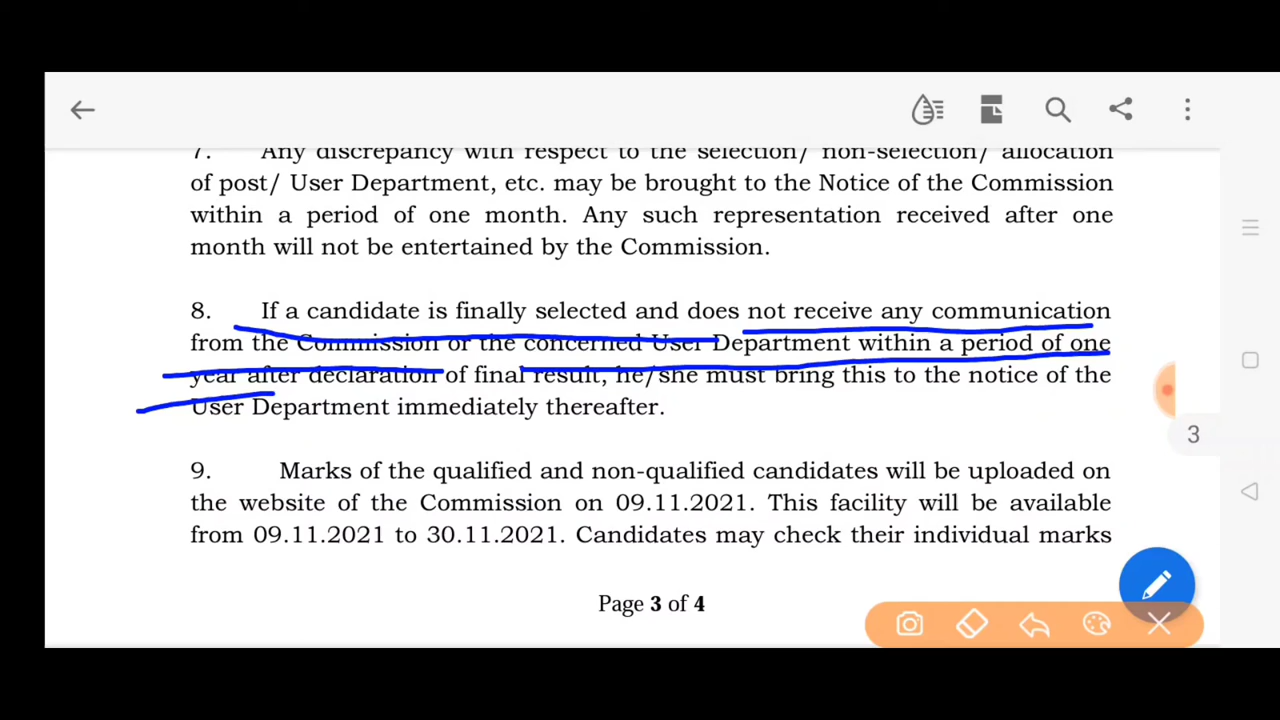 7. Any discrepancy with respect to the selection/ non-selection/ allocation
of post/ User Department, etc. may be brought to the Notice of the Commission
within a period of one month. Any such representation received after one
month will not be entertained by the Commission.
8. If a candidate is finally selected and does not receive any communication
from the Commission or the concerned User Department within a period of one
year after declaration of final result, he/she must bring this to the notice of the
User Department immediately thereafter.
9. Marks of the qualified and non-qualified candidates will be uploaded on
the website of the Commission on 09.11.2021. This facility will be available
from 09.11.2021 to 30.11.2021. Candidates may check their individual marks
Page 3 of 4
3